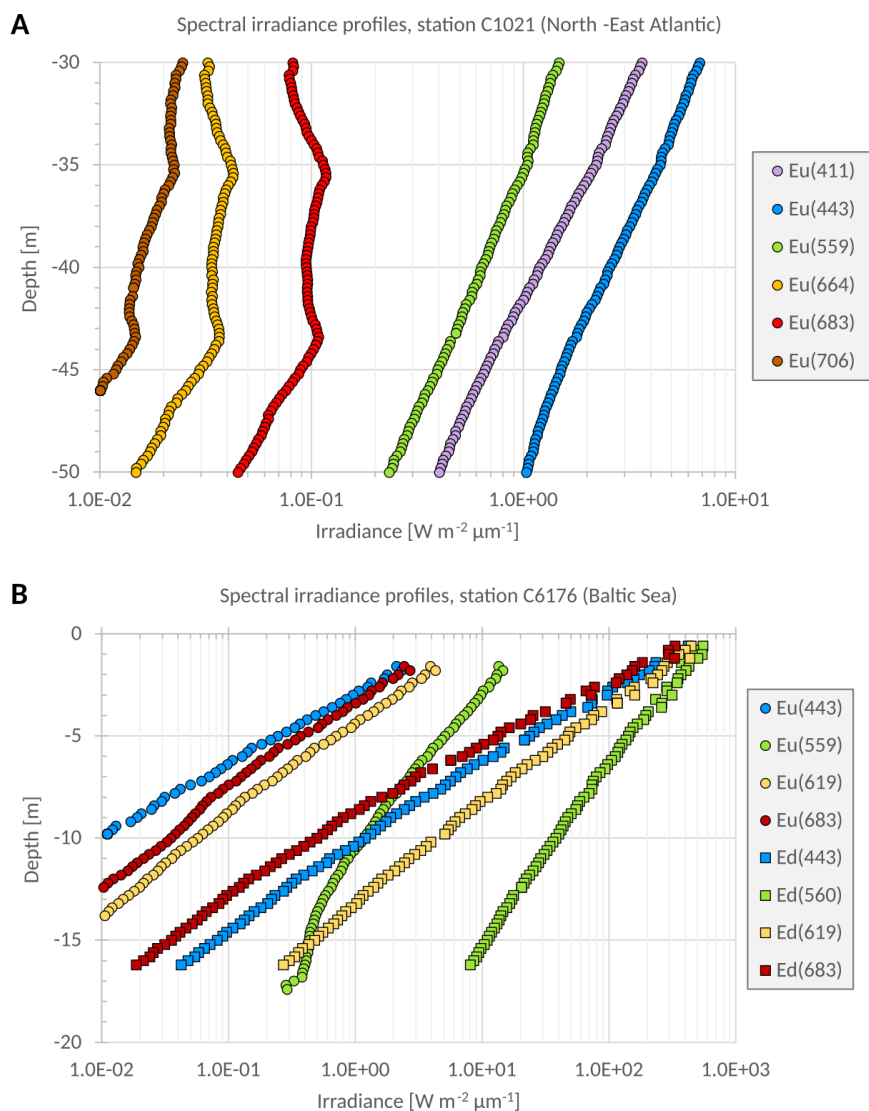 A
Spectral irradiance profiles, station C1021 (North -East Atlantic)
-30
-35
-40
-45
-50
Depth [m]
1.0E-02 1.0E-01 1.0E+00 1.0E+01
Irradiance [W m⁻² µm⁻¹]
Eu(411)
Eu(443)
Eu(559)
Eu(664)
Eu(683)
Eu(706)
B
Spectral irradiance profiles, station C6176 (Baltic Sea)
0
-5
-10
-15
-20
Depth [m]
1.0E-02 1.0E-01 1.0E+00 1.0E+01 1.0E+02 1.0E+03
Irradiance [W m⁻² µm⁻¹]
Eu(443)
Eu(559)
Eu(619)
Eu(683)
Ed(443)
Ed(560)
Ed(619)
Ed(683)